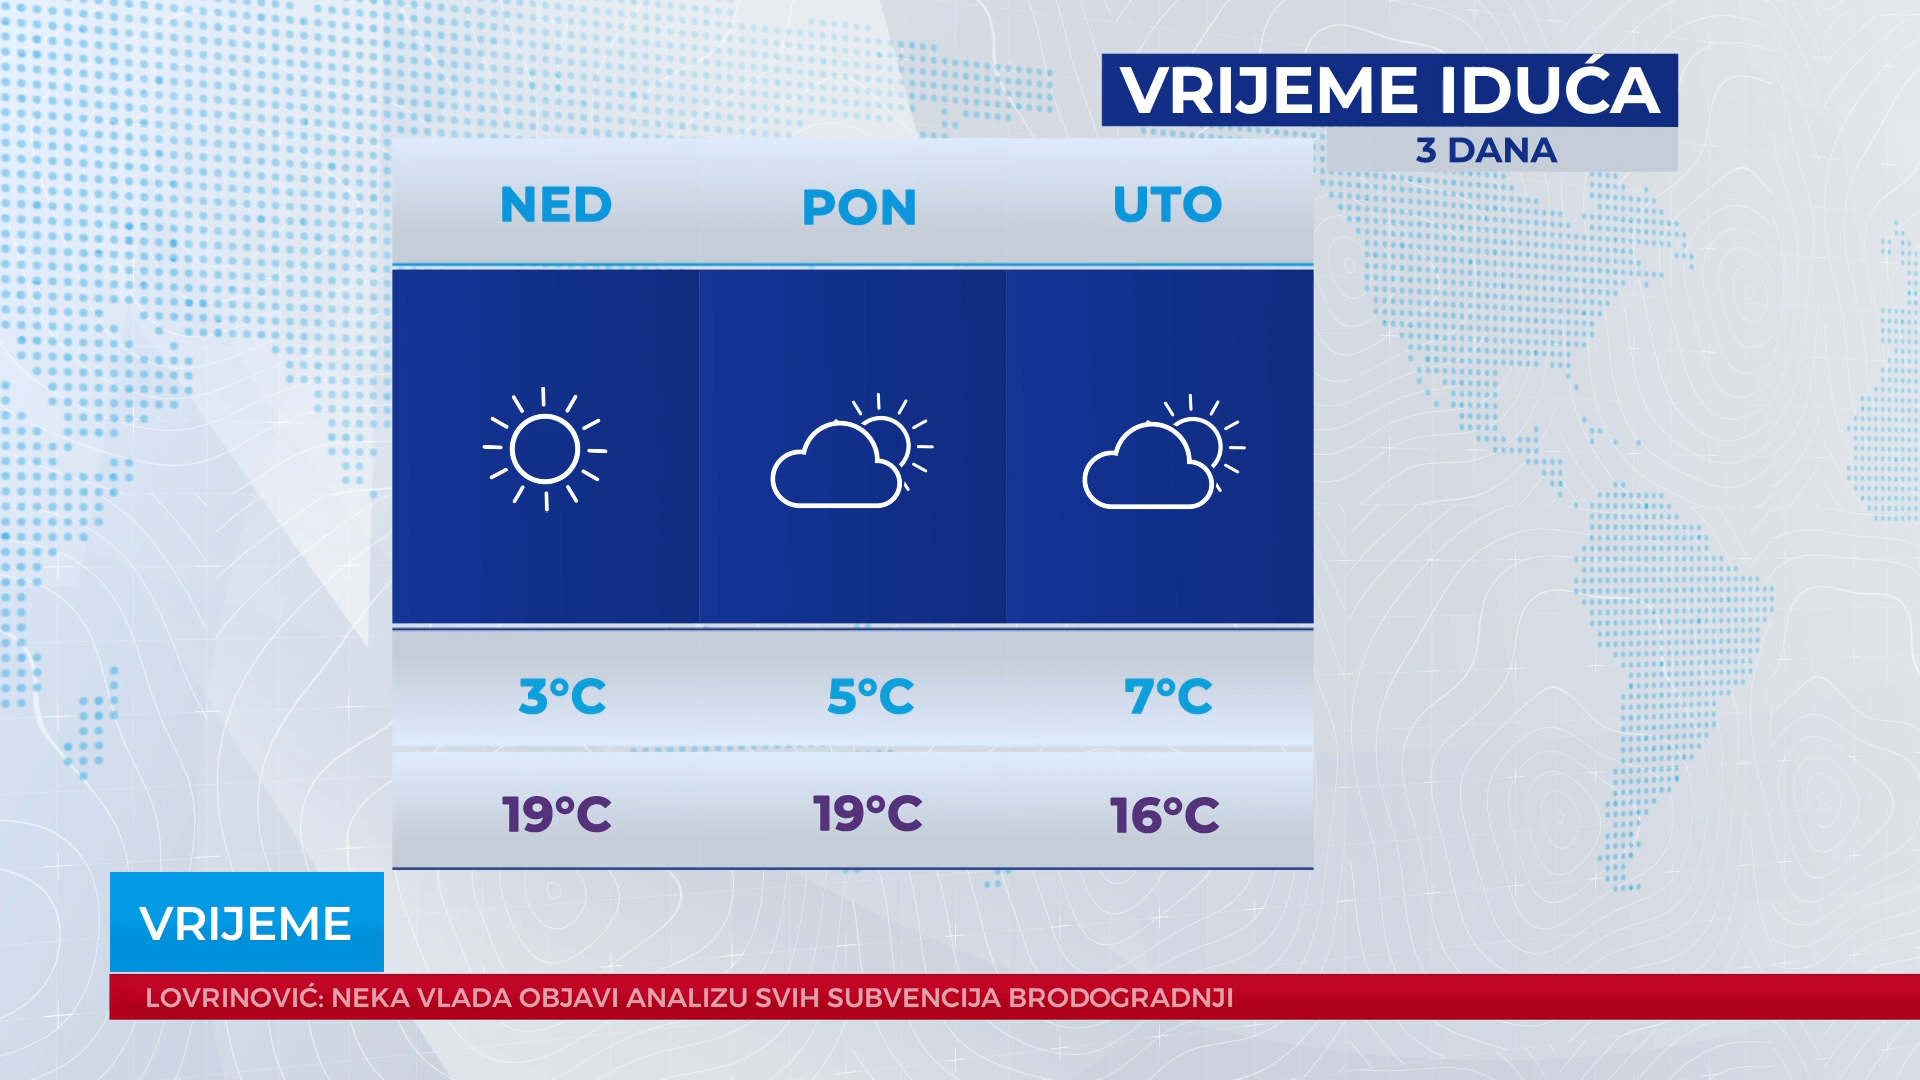 VRIJEME IDUĆA
3 DANA
NED PON UTO
3°C 5°C 7°C
19°C 19°C 16°C
VRIJEME
LOVRINOVIĆ: NEKA VLADA OBJAVI ANALIZU SVIH SUBVENCIJA BRODOGRADNJI